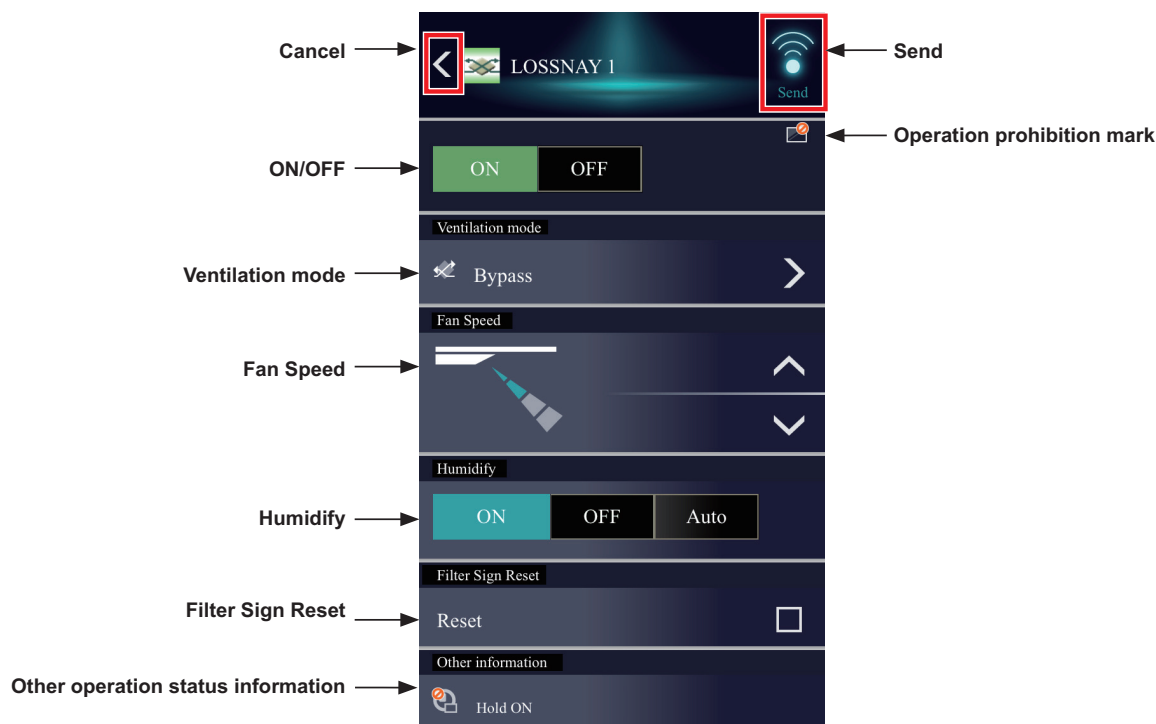 Cancel
LOSSNAY 1
Send
Send
Operation prohibition mark
ON/OFF
ON
OFF
Ventilation mode
Ventilation mode
Bypass
Fan Speed
Fan Speed
Humidify
Humidify
ON
OFF
Auto
Filter Sign Reset
Filter Sign Reset
Reset
Other information
Other operation status information
Hold ON